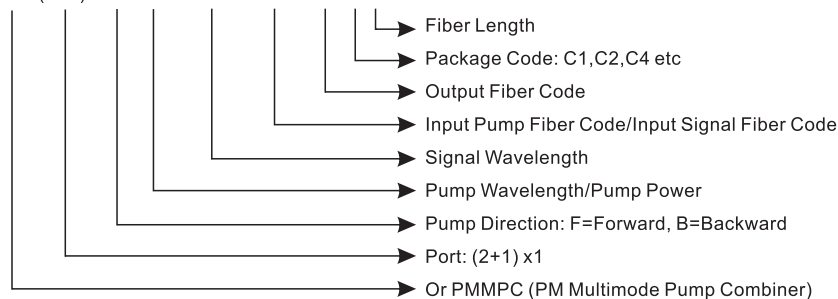 Fiber Length
Package Code: C1,C2,C4 etc
Output Fiber Code
Input Pump Fiber Code/Input Signal Fiber Code
Signal Wavelength
Pump Wavelength/Pump Power
Pump Direction: F=Forward, B=Backward
Port: (2+1) x1
Or PMMPC (PM Multimode Pump Combiner)